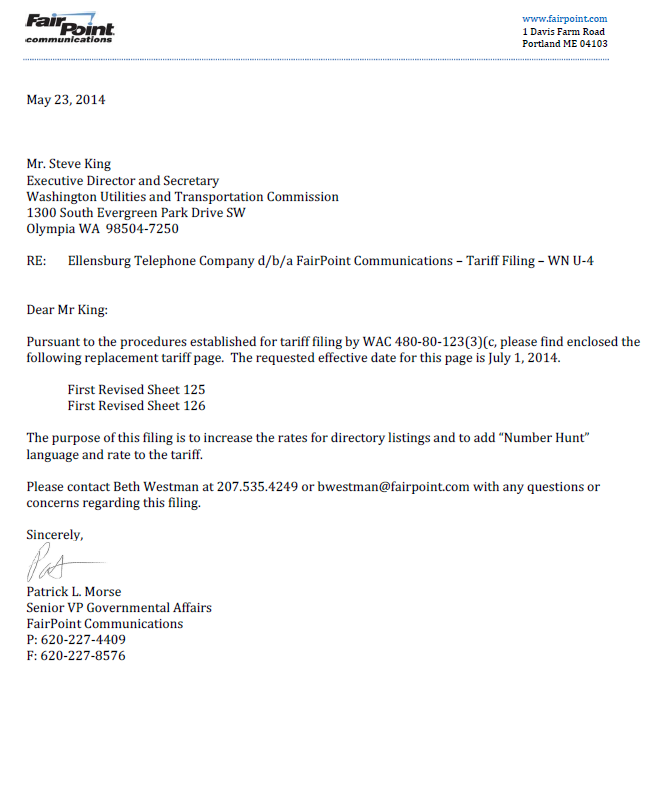 FairPoint.
communications
www.fairpoint.com
1 Davis Farm Road
Portland ME 04103
May 23, 2014
Mr. Steve King
Executive Director and Secretary
Washington Utilities and Transportation Commission
1300 South Evergreen Park Drive SW
Olympia WA  98504-7250
RE:     Ellensburg Telephone Company d/b/a FairPoint Communications – Tariff Filing – WN U-4
Dear Mr King:
Pursuant to the procedures established for tariff filing by WAC 480-80-123(3)(c, please find enclosed the
following replacement tariff page.  The requested effective date for this page is July 1, 2014.
First Revised Sheet 125
First Revised Sheet 126
The purpose of this filing is to increase the rates for directory listings and to add “Number Hunt”
language and rate to the tariff.
Please contact Beth Westman at 207.535.4249 or bwestman@fairpoint.com with any questions or
concerns regarding this filing.
Sincerely,
Pat
Patrick L. Morse
Senior VP Governmental Affairs
FairPoint Communications
P: 620-227-4409
F: 620-227-8576